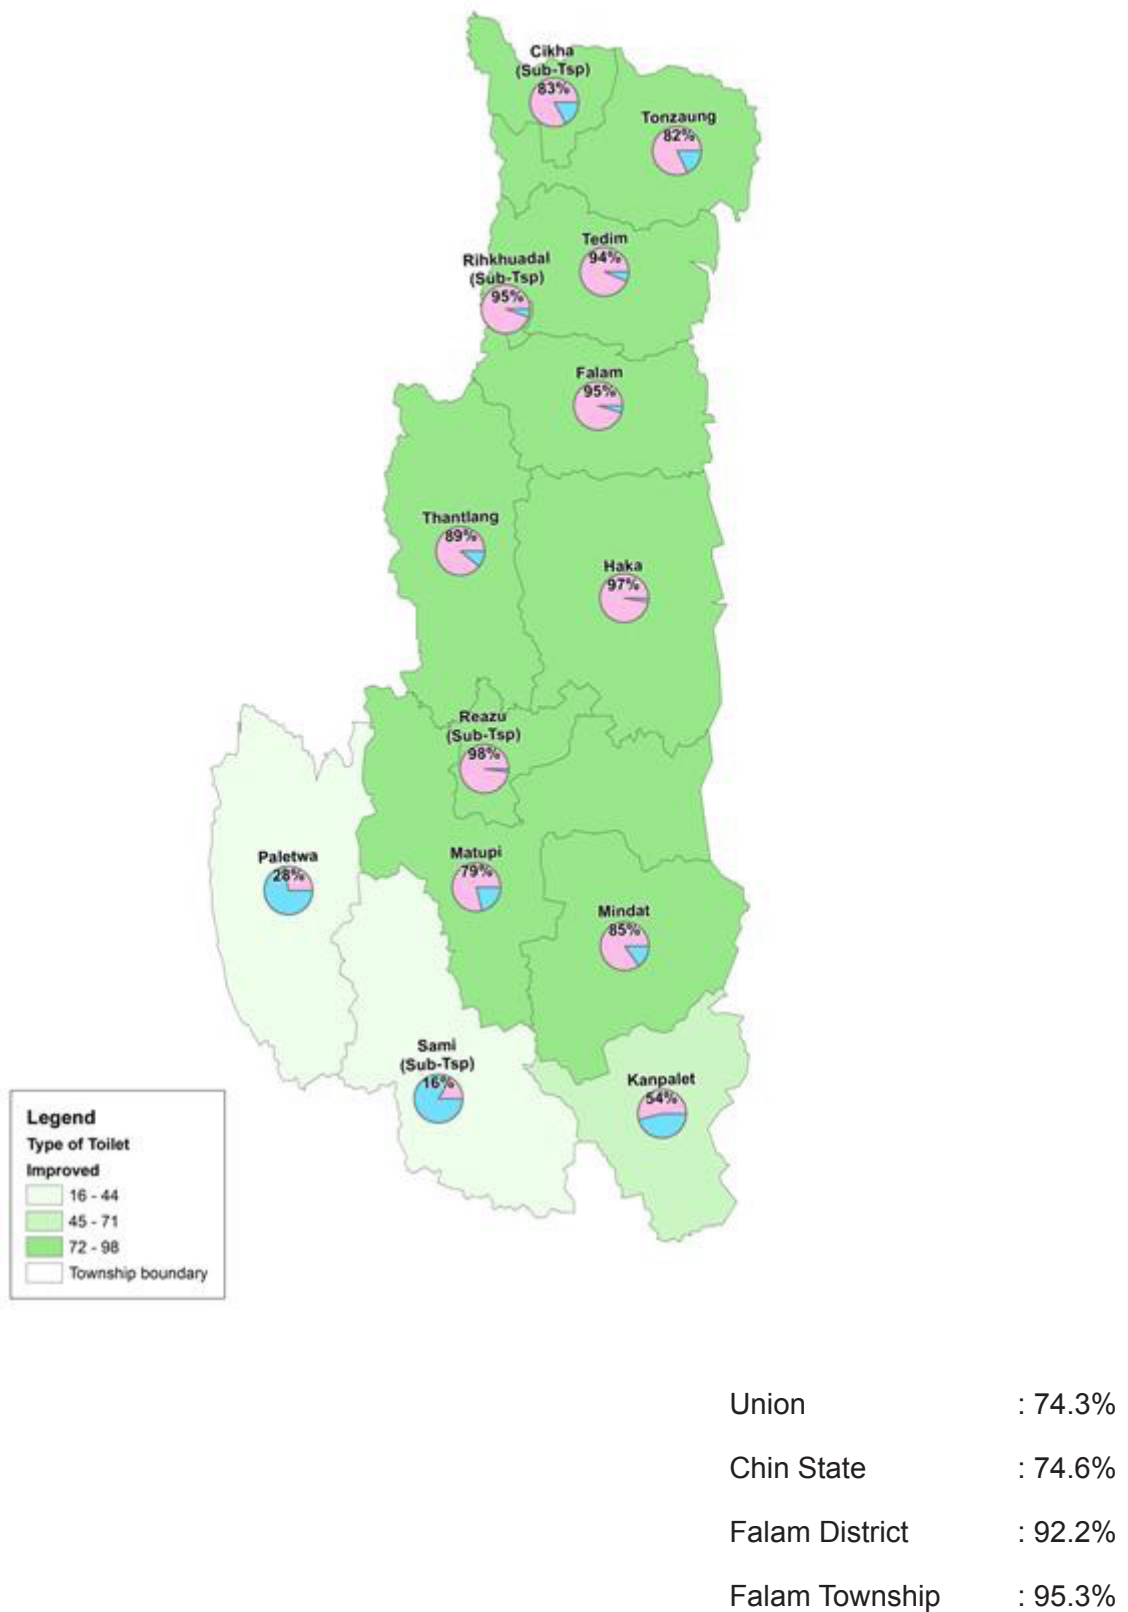 Cikha
(Sub-Tsp)
83%
Tonzaung
82%
Tedim
94%
Rihkhuadal
(Sub-Tsp)
95%
Falam
95%
Thantlang
89%
Haka
97%
Reazu
(Sub-Tsp)
98%
Paletwa
28%
Matupi
79%
Mindat
85%
Sami
(Sub-Tsp)
16%
Kanpalet
54%
Legend
Type of Toilet
Improved
16 - 44
45 - 71
72 - 98
Township boundary
Union : 74.3%
Chin State : 74.6%
Falam District : 92.2%
Falam Township : 95.3%